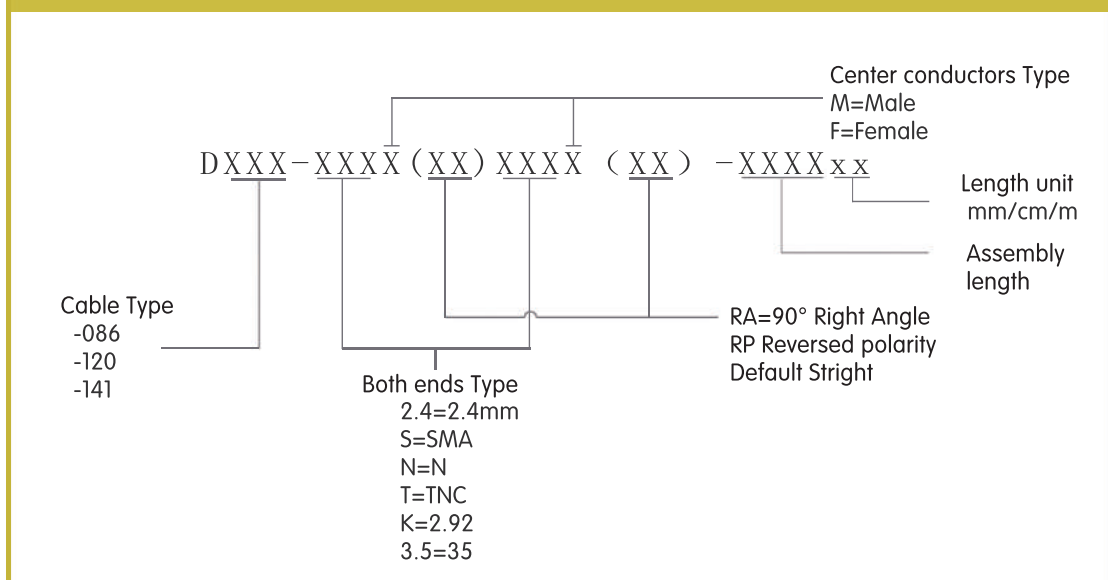 Center conductors Type
M=Male
F=Female
DXXX-XXXX(XX)XXXX (XX) -XXXXxx
Length unit
mm/cm/m
Assembly
length
Cable Type
-086
-120
-141
RA=90° Right Angle
RP Reversed polarity
Default Stright
Both ends Type
2.4=2.4mm
S=SMA
N=N
T=TNC
K=2.92
3.5=35